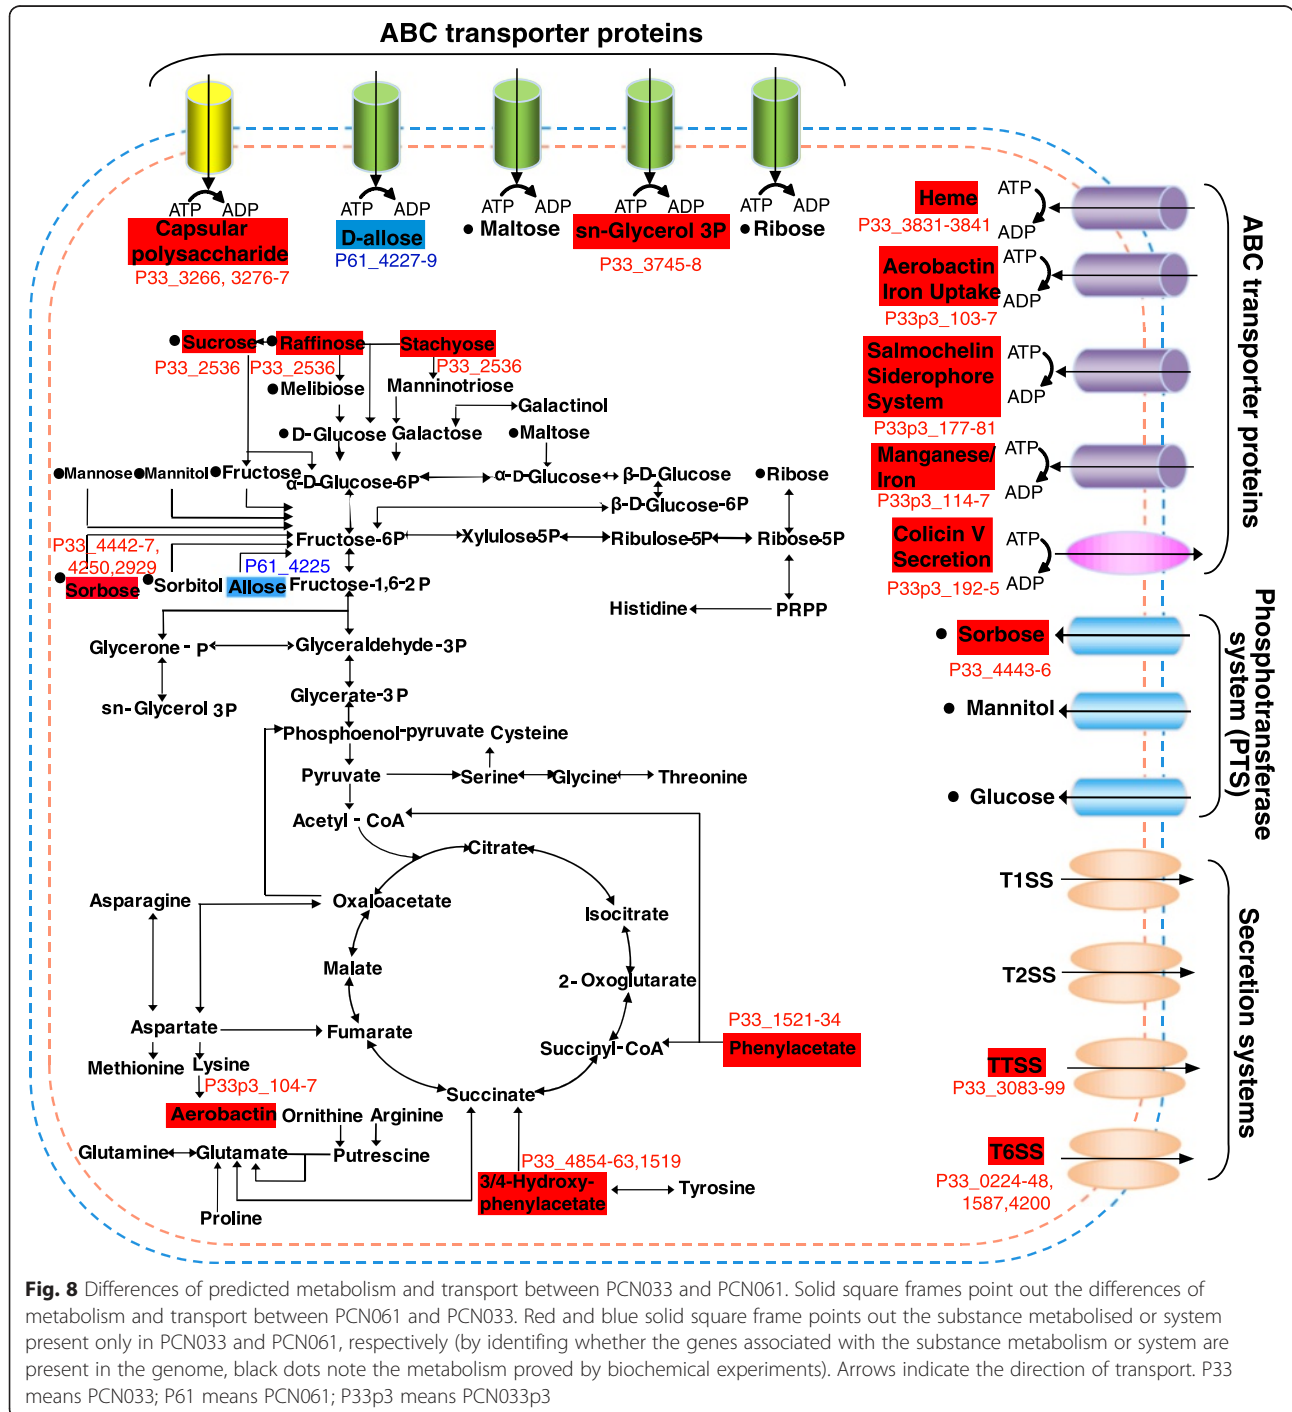 ABC transporter proteins
ATP ADP
ATP ADP
ATP ADP
ATP ADP
ATP ADP
Capsular
polysaccharide
P33_3266, 3276-7
D-allose
P61_4227-9
Maltose
sn-Glycerol 3P
P33_3745-8
Ribose
Heme
P33_3831-3841
ATP
ADP
Aerobactin
Iron Uptake
P33p3_103-7
ATP
ADP
Salmochelin
Siderophore
System
P33p3_177-81
ATP
ADP
Manganese/
Iron
P33p3_114-7
ATP
ADP
Colicin V
Secretion
P33p3_192-5
ATP
ADP
ABC transporter proteins
Sorbose
P33_4443-6
Mannitol
Glucose
Phosphotransferase
system (PTS)
T1SS
T2SS
TTSS
P33_3083-99
T6SS
P33_0224-48,
1587,4200
Secretion systems
Sucrose
Raffinose
Stachyose
P33_2536
P33_2536
P33_2536
Melibiose
Manninotriose
Galactinol
D-Glucose
Galactose
Maltose
Mannose
Mannitol
Fructose
α-D-Glucose-6P
α-D-Glucose
β-D-Glucose
Ribose
β-D-Glucose-6P
P33_4442-7,
4250,2929
Fructose-6P
Xylulose-5P
Ribulose-5P
Ribose-5P
P61_4225
Sorbose
Sorbitol
Allose
Fructose-1,6-2P
Histidine
PRPP
Glycerone-P
Glyceraldehyde-3P
sn-Glycerol 3P
Glycerate-3P
Phosphoenol-pyruvate
Cysteine
Pyruvate
Serine
Glycine
Threonine
Acetyl-CoA
Citrate
Asparagine
Oxaloacetate
Isocitrate
Malate
2-Oxoglutarate
Aspartate
Fumarate
Succinyl-CoA
P33_1521-34
Phenylacetate
Methionine
Lysine
P33p3_104-7
Succinate
Aerobactin
Ornithine
Arginine
Glutamine
Glutamate
Putrescine
P33_4854-63,1519
3/4-Hydroxy-
phenylacetate
Tyrosine
Proline
Fig. 8 Differences of predicted metabolism and transport between PCN033 and PCN061. Solid square frames point out the differences of
metabolism and transport between PCN061 and PCN033. Red and blue solid square frame points out the substance metabolised or system
present only in PCN033 and PCN061, respectively (by identifing whether the genes associated with the substance metabolism or system are
present in the genome, black dots note the metabolism proved by biochemical experiments). Arrows indicate the direction of transport. P33
means PCN033; P61 means PCN061; P33p3 means PCN033p3